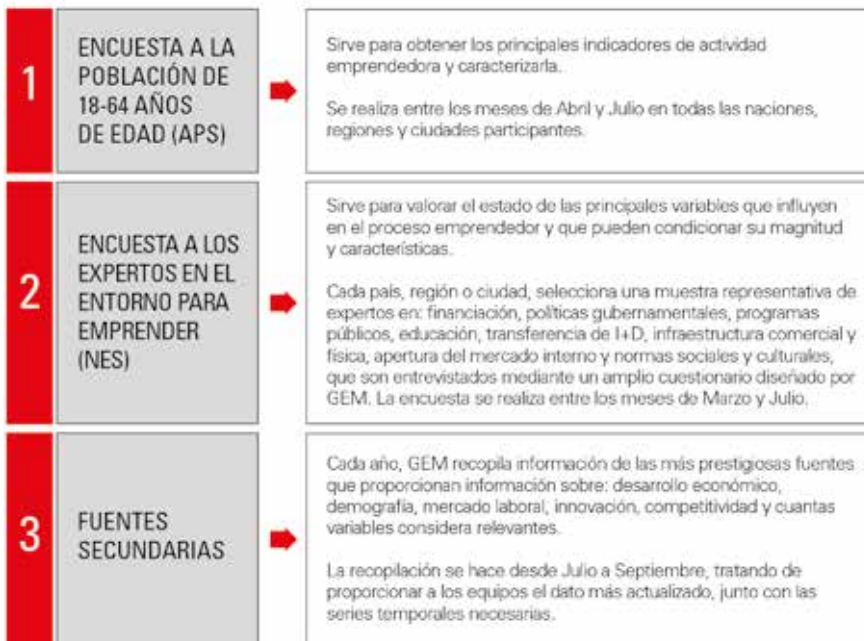 1
ENCUESTA A LA
POBLACIÓN DE
18-64 AÑOS
DE EDAD (APS)
Sirve para obtener los principales indicadores de actividad
emprendedora y caracterizarla.
Se realiza entre los meses de Abril y Julio en todas las naciones,
regiones y ciudades participantes.
2
ENCUESTA A LOS
EXPERTOS EN EL
ENTORNO PARA
EMPRENDER
(NES)
Sirve para valorar el estado de las principales variables que influyen
en el proceso emprendedor y que pueden condicionar su magnitud
y características.
Cada país, región o ciudad, selecciona una muestra representativa de
expertos en: financiación, políticas gubernamentales, programas
públicos, educación, transferencia de I+D, infraestructura comercial y
física, apertura del mercado interno y normas sociales y culturales,
que son entrevistados mediante un amplio cuestionario diseñado por
GEM. La encuesta se realiza entre los meses de Marzo y Julio.
3
FUENTES
SECUNDARIAS
Cada año, GEM recopila información de las más prestigiosas fuentes
que proporcionan información sobre: desarrollo económico,
demografía, mercado laboral, innovación, competitividad y cuantas
variables considera relevantes.
La recopilación se hace desde Julio a Septiembre, tratando de
proporcionar a los equipos el dato más actualizado, junto con las
series temporales necesarias.